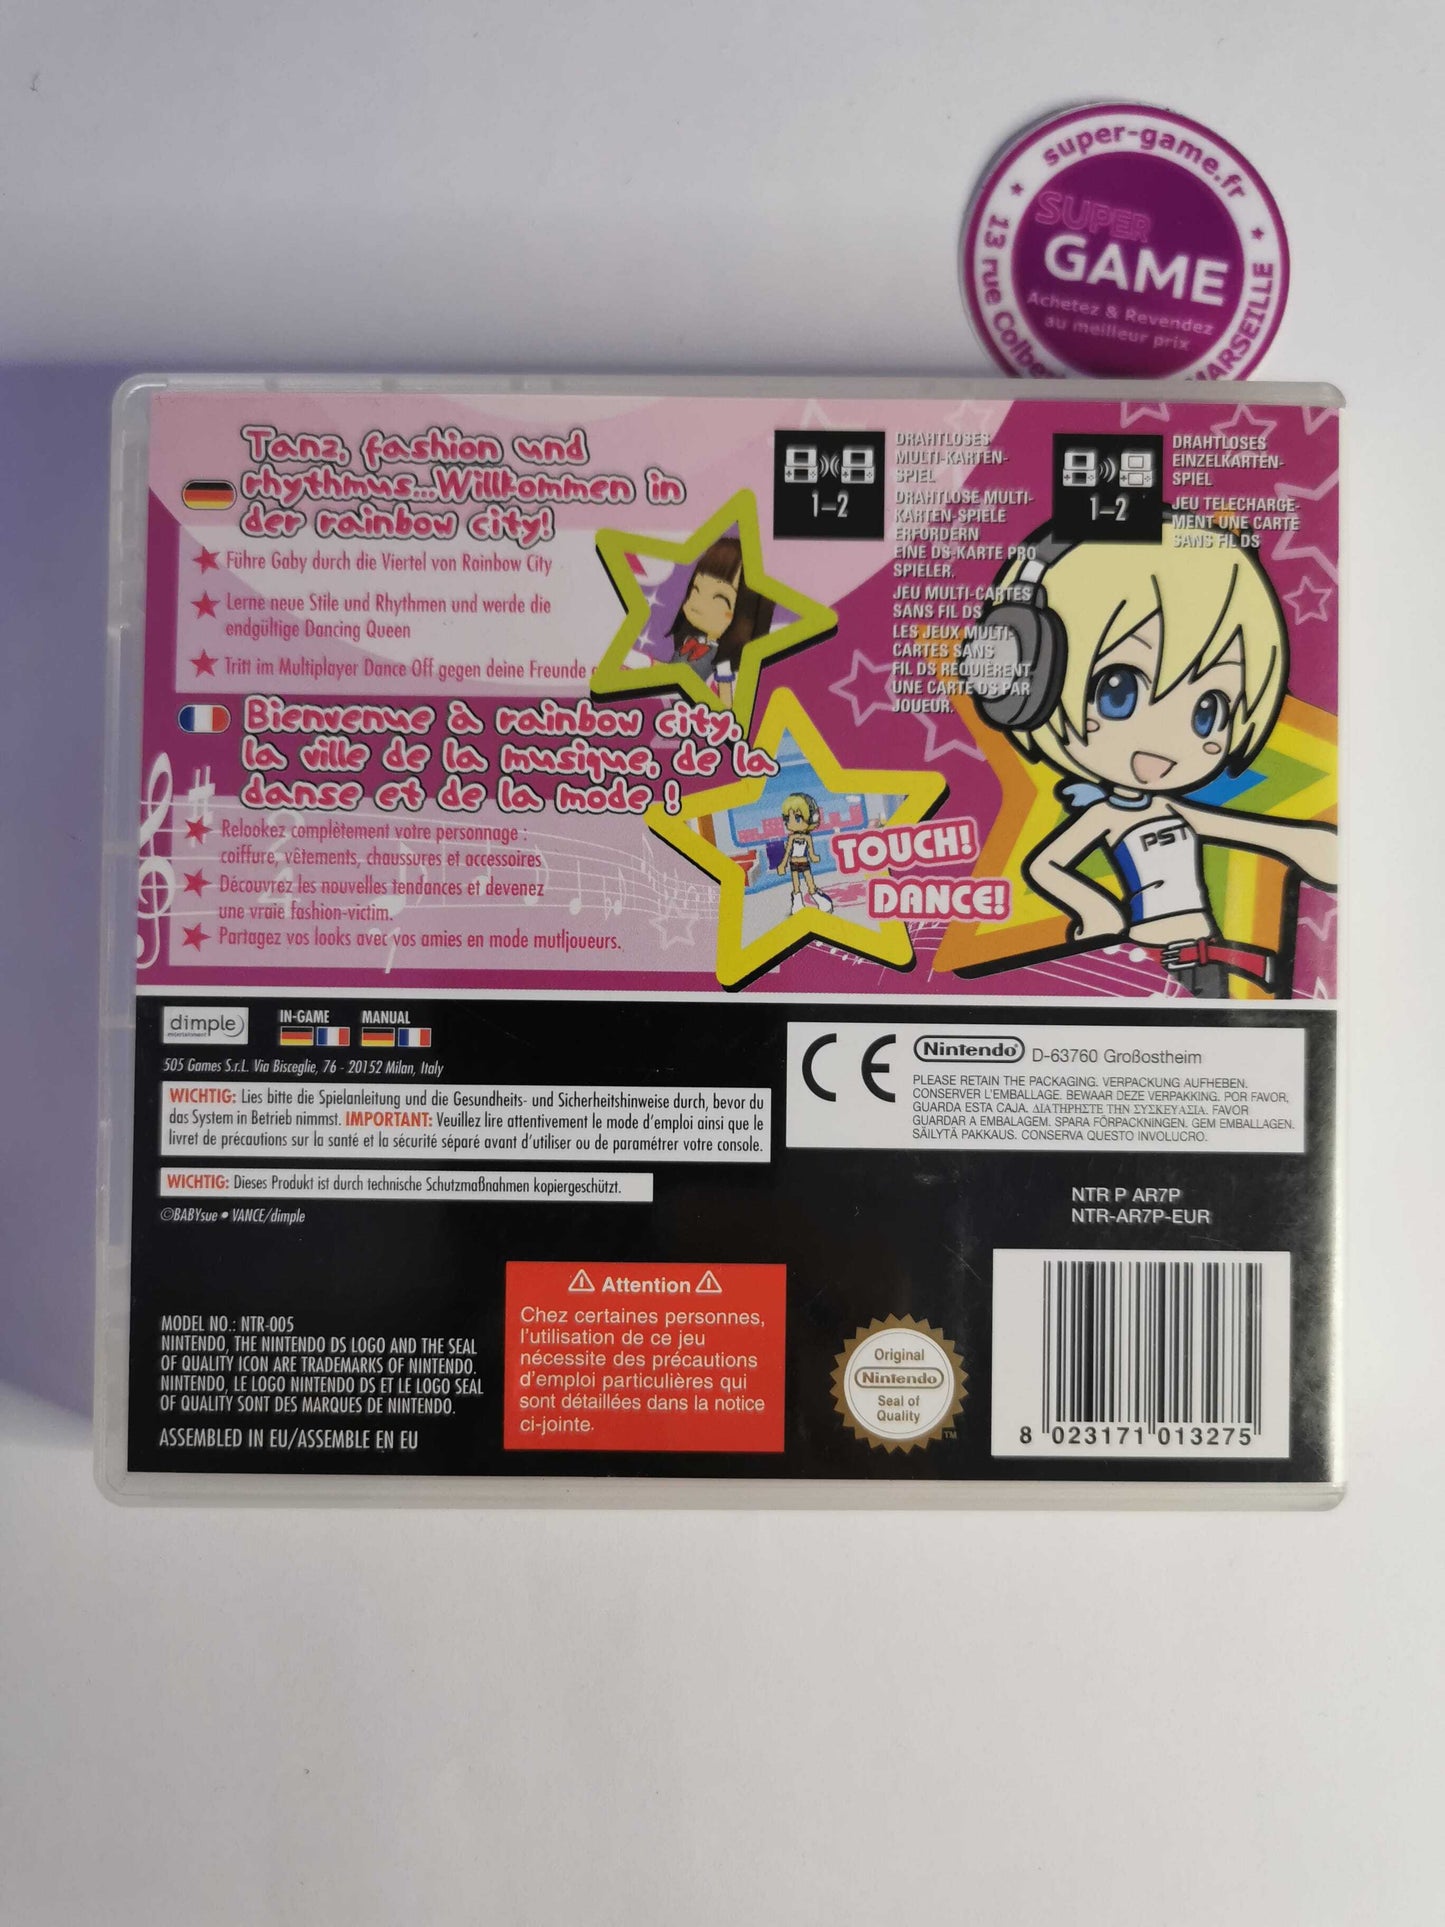 super-game.fr
SUPER
GAME
Achetez & Revendez
au meilleur prix
13 rue Colbe
MARSEILLE
Tanz, fashion und
rhythmus...Willkommen in
der rainbow city!
Führe Gaby durch die Viertel von Rainbow City
Lerne neue Stile und Rhythmen und werde die
endgültige Dancing Queen
Tritt im Multiplayer Dance Off gegen deine Freunde
Bienvenue à rainbow city,
la ville de la musique, de la
danse et de la mode !
Relookez complètement votre personnage :
coiffure, vêtements, chaussures et accessoires
Découvrez les nouvelles tendances et devenez
une vraie fashion-victim.
Partagez vos looks avec vos amies en mode mutljoueurs.
1–2
DRAHTLOSES
MULTI-KARTEN-
SPIEL
DRAHTLOSE MULTI-
KARTEN-SPIELE
ERFORDERN
EINE DS-KARTE PRO
SPIELER.
JEU MULTI-CARTES
SANS FIL DS
LES JEUX MULTI-
CARTES SANS
FIL DS REQUIÈRENT
UNE CARTE DS PAR
JOUEUR.
1–2
DRAHTLOSES
EINZELKARTEN-
SPIEL
JEU TELECHARGE-
MENT UNE CARTE
SANS FIL DS
TOUCH!
DANCE!
PST
dimple
entertainment
IN-GAME
MANUAL
505 Games S.r.L. Via Bisceglie, 76 - 20152 Milan, Italy
WICHTIG: Lies bitte die Spielanleitung und die Gesundheits- und Sicherheitshinweise durch, bevor du
das System in Betrieb nimmst. IMPORTANT: Veuillez lire attentivement le mode d'emploi ainsi que le
livret de précautions sur la santé et la sécurité séparé avant d'utiliser ou de paramétrer votre console.
WICHTIG: Dieses Produkt ist durch technische Schutzmaßnahmen kopiergeschützt.
©BABYsue • VANCE/dimple
CE
Nintendo D-63760 Großostheim
PLEASE RETAIN THE PACKAGING. VERPACKUNG AUFHEBEN.
CONSERVER L'EMBALLAGE. BEWAAR DEZE VERPAKKING. POR FAVOR,
GUARDA ESTA CAJA. ΔΙΑΤΗΡΗΣΤΕ ΤΗΝ ΣΥΣΚΕΥΑΣΙΑ. FAVOR
GUARDAR A EMBALAGEM. SPARA FÖRPACKNINGEN. GEM EMBALLAGEN.
SÄILYTÄ PAKKAUS. CONSERVA QUESTO INVOLUCRO.
NTR P AR7P
NTR-AR7P-EUR
MODEL NO.: NTR-005
NINTENDO, THE NINTENDO DS LOGO AND THE SEAL
OF QUALITY ICON ARE TRADEMARKS OF NINTENDO.
NINTENDO, LE LOGO NINTENDO DS ET LE LOGO SEAL
OF QUALITY SONT DES MARQUES DE NINTENDO.
ASSEMBLED IN EU/ASSEMBLE EN EU
⚠ Attention ⚠
Chez certaines personnes,
l'utilisation de ce jeu
nécessite des précautions
d'emploi particulières qui
sont détaillées dans la notice
ci-jointe.
Original
Nintendo
Seal of
Quality
TM
8 023171 013275